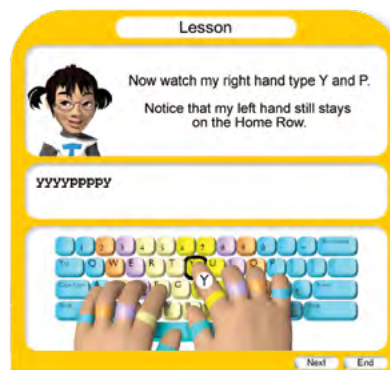 Lesson
Now watch my right hand type Y and P.
Notice that my left hand still stays
on the Home Row.
yyyyppppy
Q W E R T U O P
Y
Next End